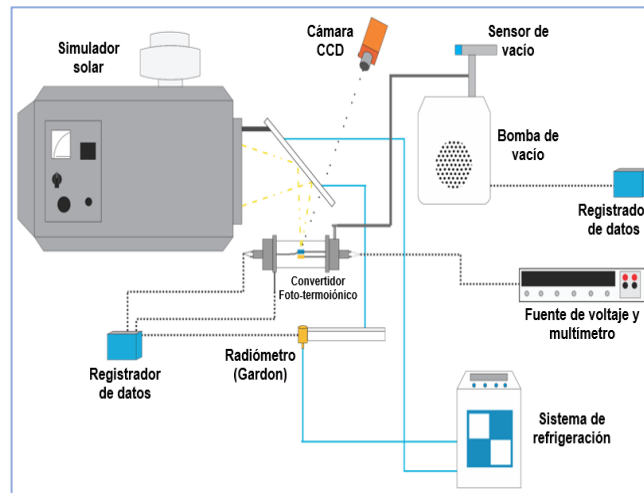 Simulador
solar
Cámara
CCD
Sensor de
vacío
Bomba de
vacío
Registrador
de datos
Convertidor
Foto-termoiónico
Fuente de voltaje y
multímetro
Radiómetro
(Gardon)
Registrador
de datos
Sistema de
refrigeración